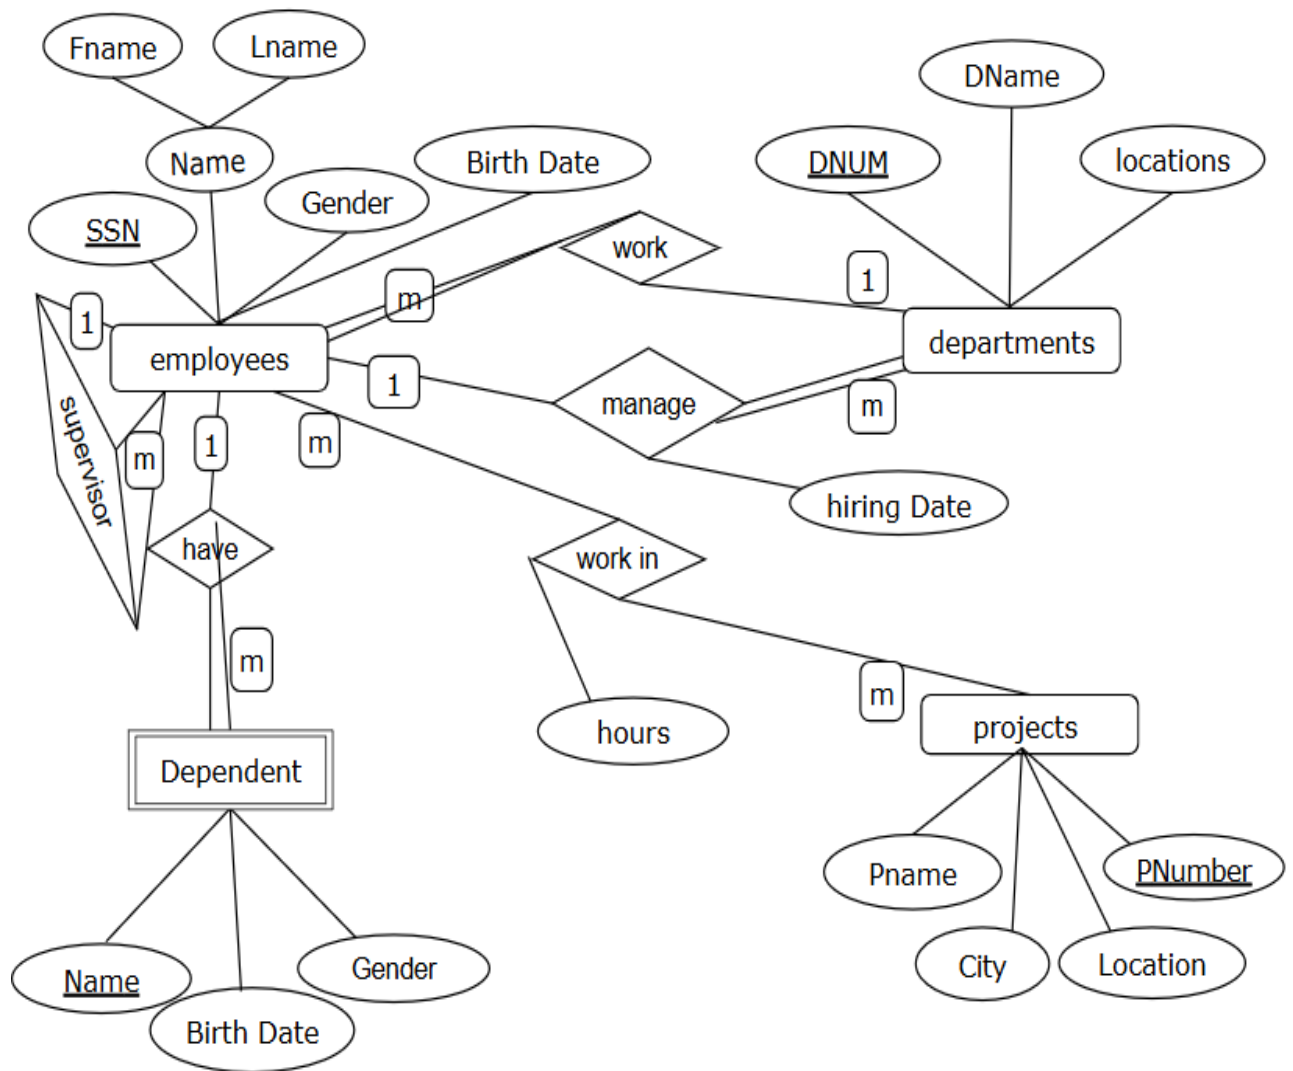 Fname
Lname
DName
Name
Birth Date
DNUM
locations
Gender
SSN
work
m
1
1
employees
departments
1
manage
m
supervisor
m
1
m
hiring Date
have
work in
m
m
hours
projects
Dependent
Pname
PNumber
City
Location
Name
Gender
Birth Date